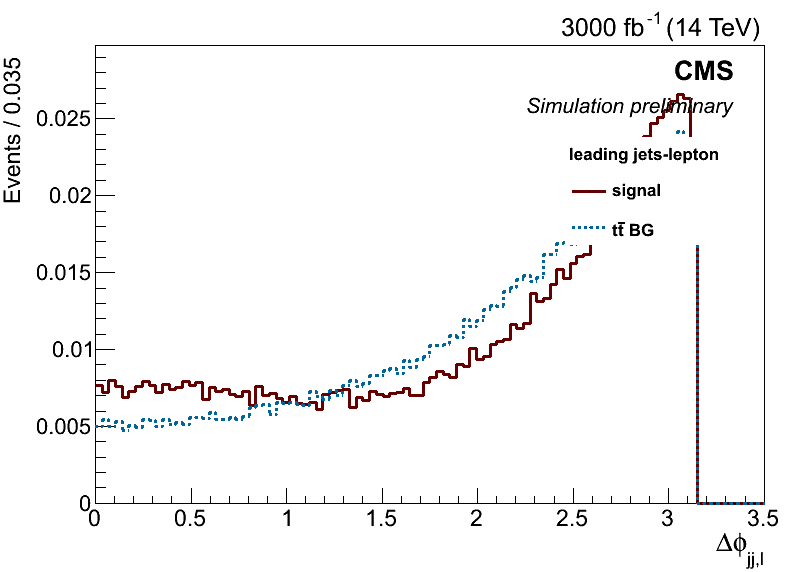 3000 fb⁻¹ (14 TeV)
Events / 0.035
CMS
Simulation preliminary
leading jets-lepton
signal
tt̅ BG
0.025
0.02
0.015
0.01
0.005
0
0 0.5 1 1.5 2 2.5 3 3.5
Δϕjj,l